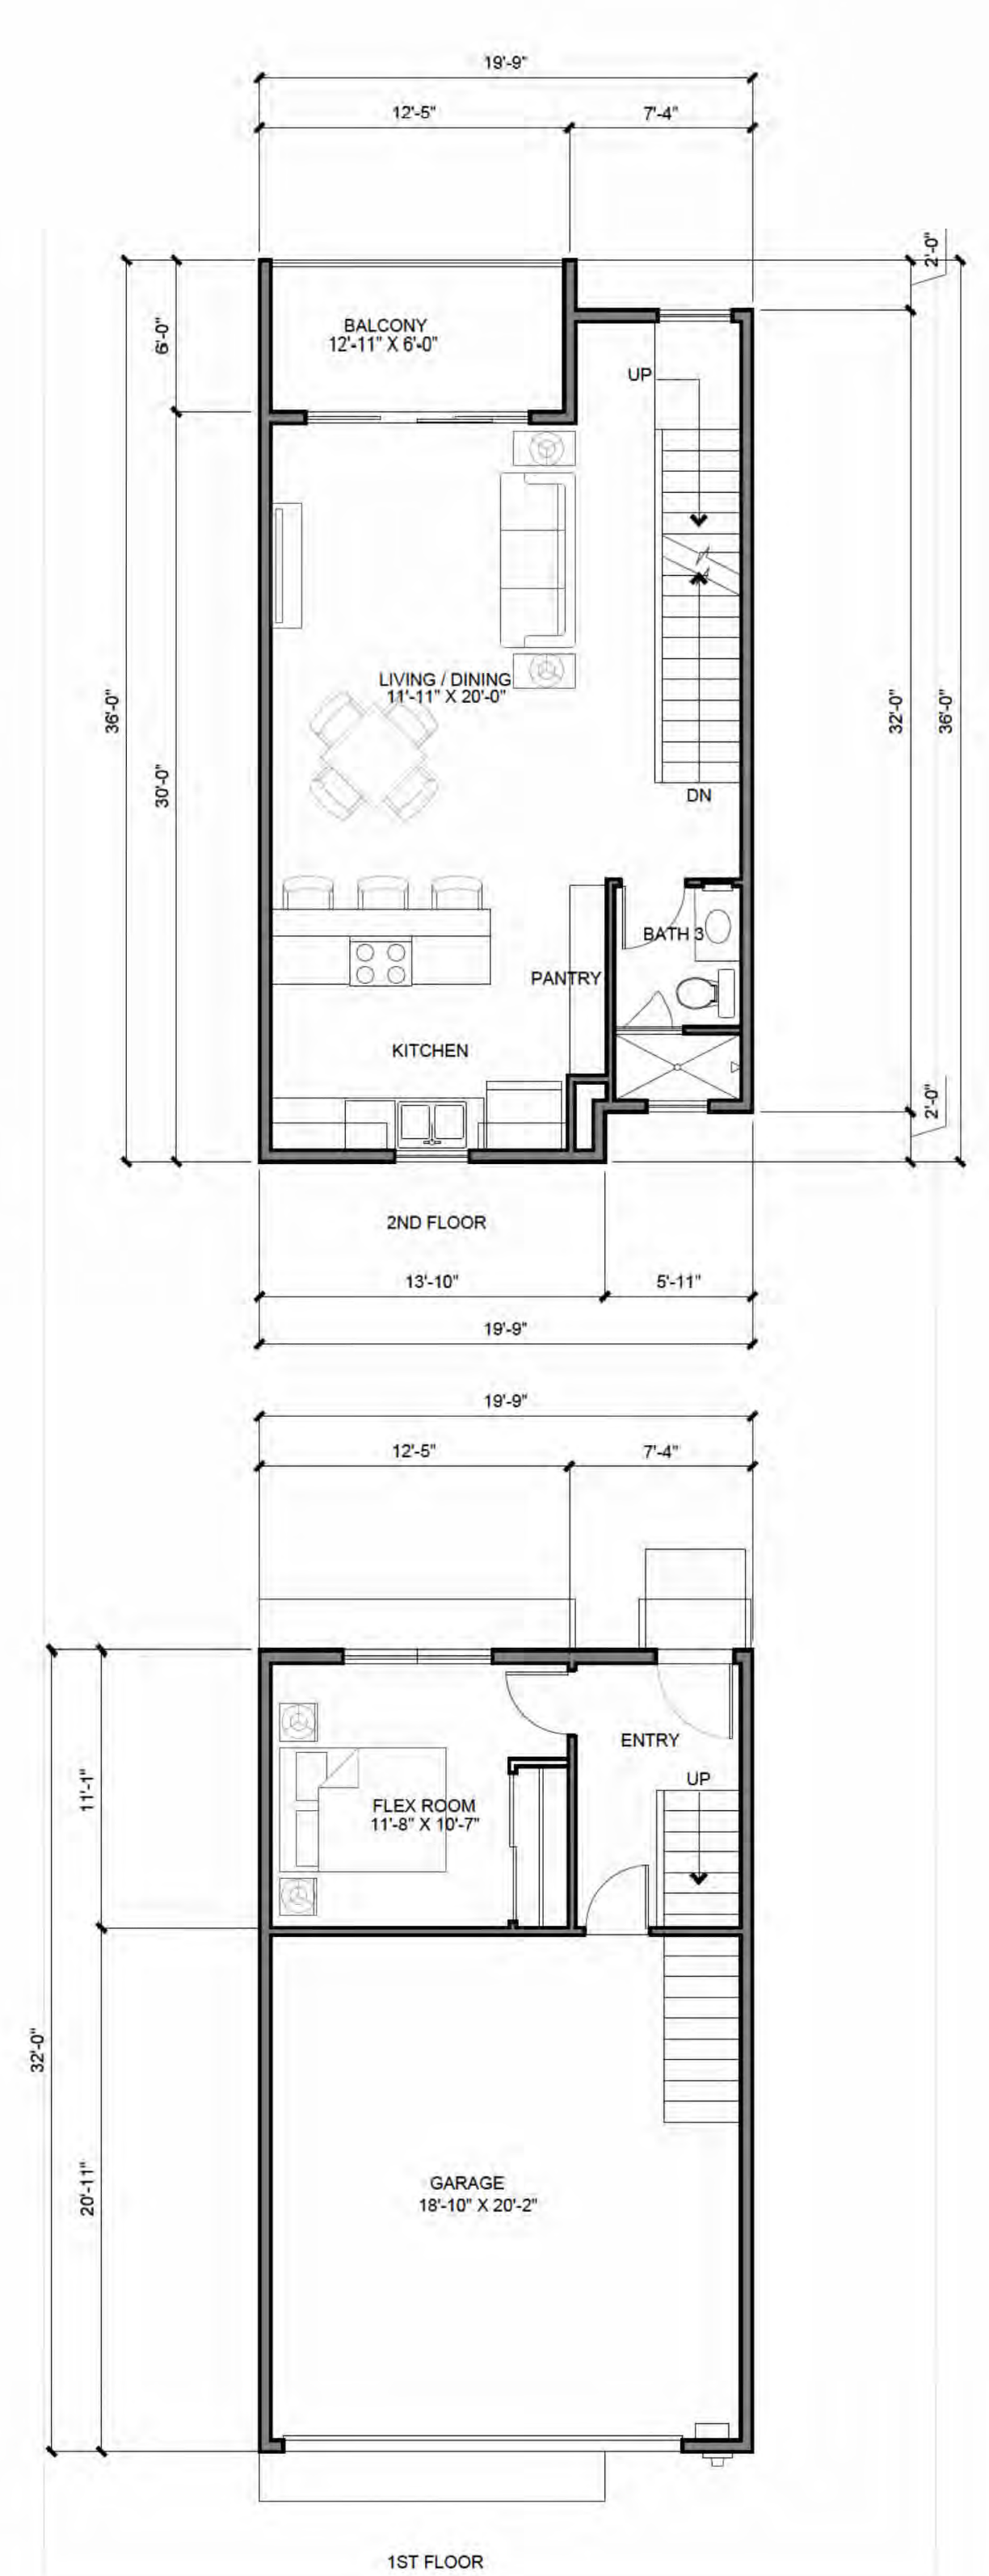 19'-9"
12'-5"
7'-4"
2'-0"
6'-0"
BALCONY
12'-11" X 6'-0"
UP
36'-0"
30'-0"
LIVING / DINING
11'-11" X 20'-0"
32'-0"
36'-0"
DN
BATH 3
PANTRY
KITCHEN
2'-0"
2ND FLOOR
13'-10"
5'-11"
19'-9"
19'-9"
12'-5"
7'-4"
ENTRY
UP
11'-1"
FLEX ROOM
11'-8" X 10'-7"
32'-0"
20'-11"
GARAGE
18'-10" X 20'-2"
1ST FLOOR